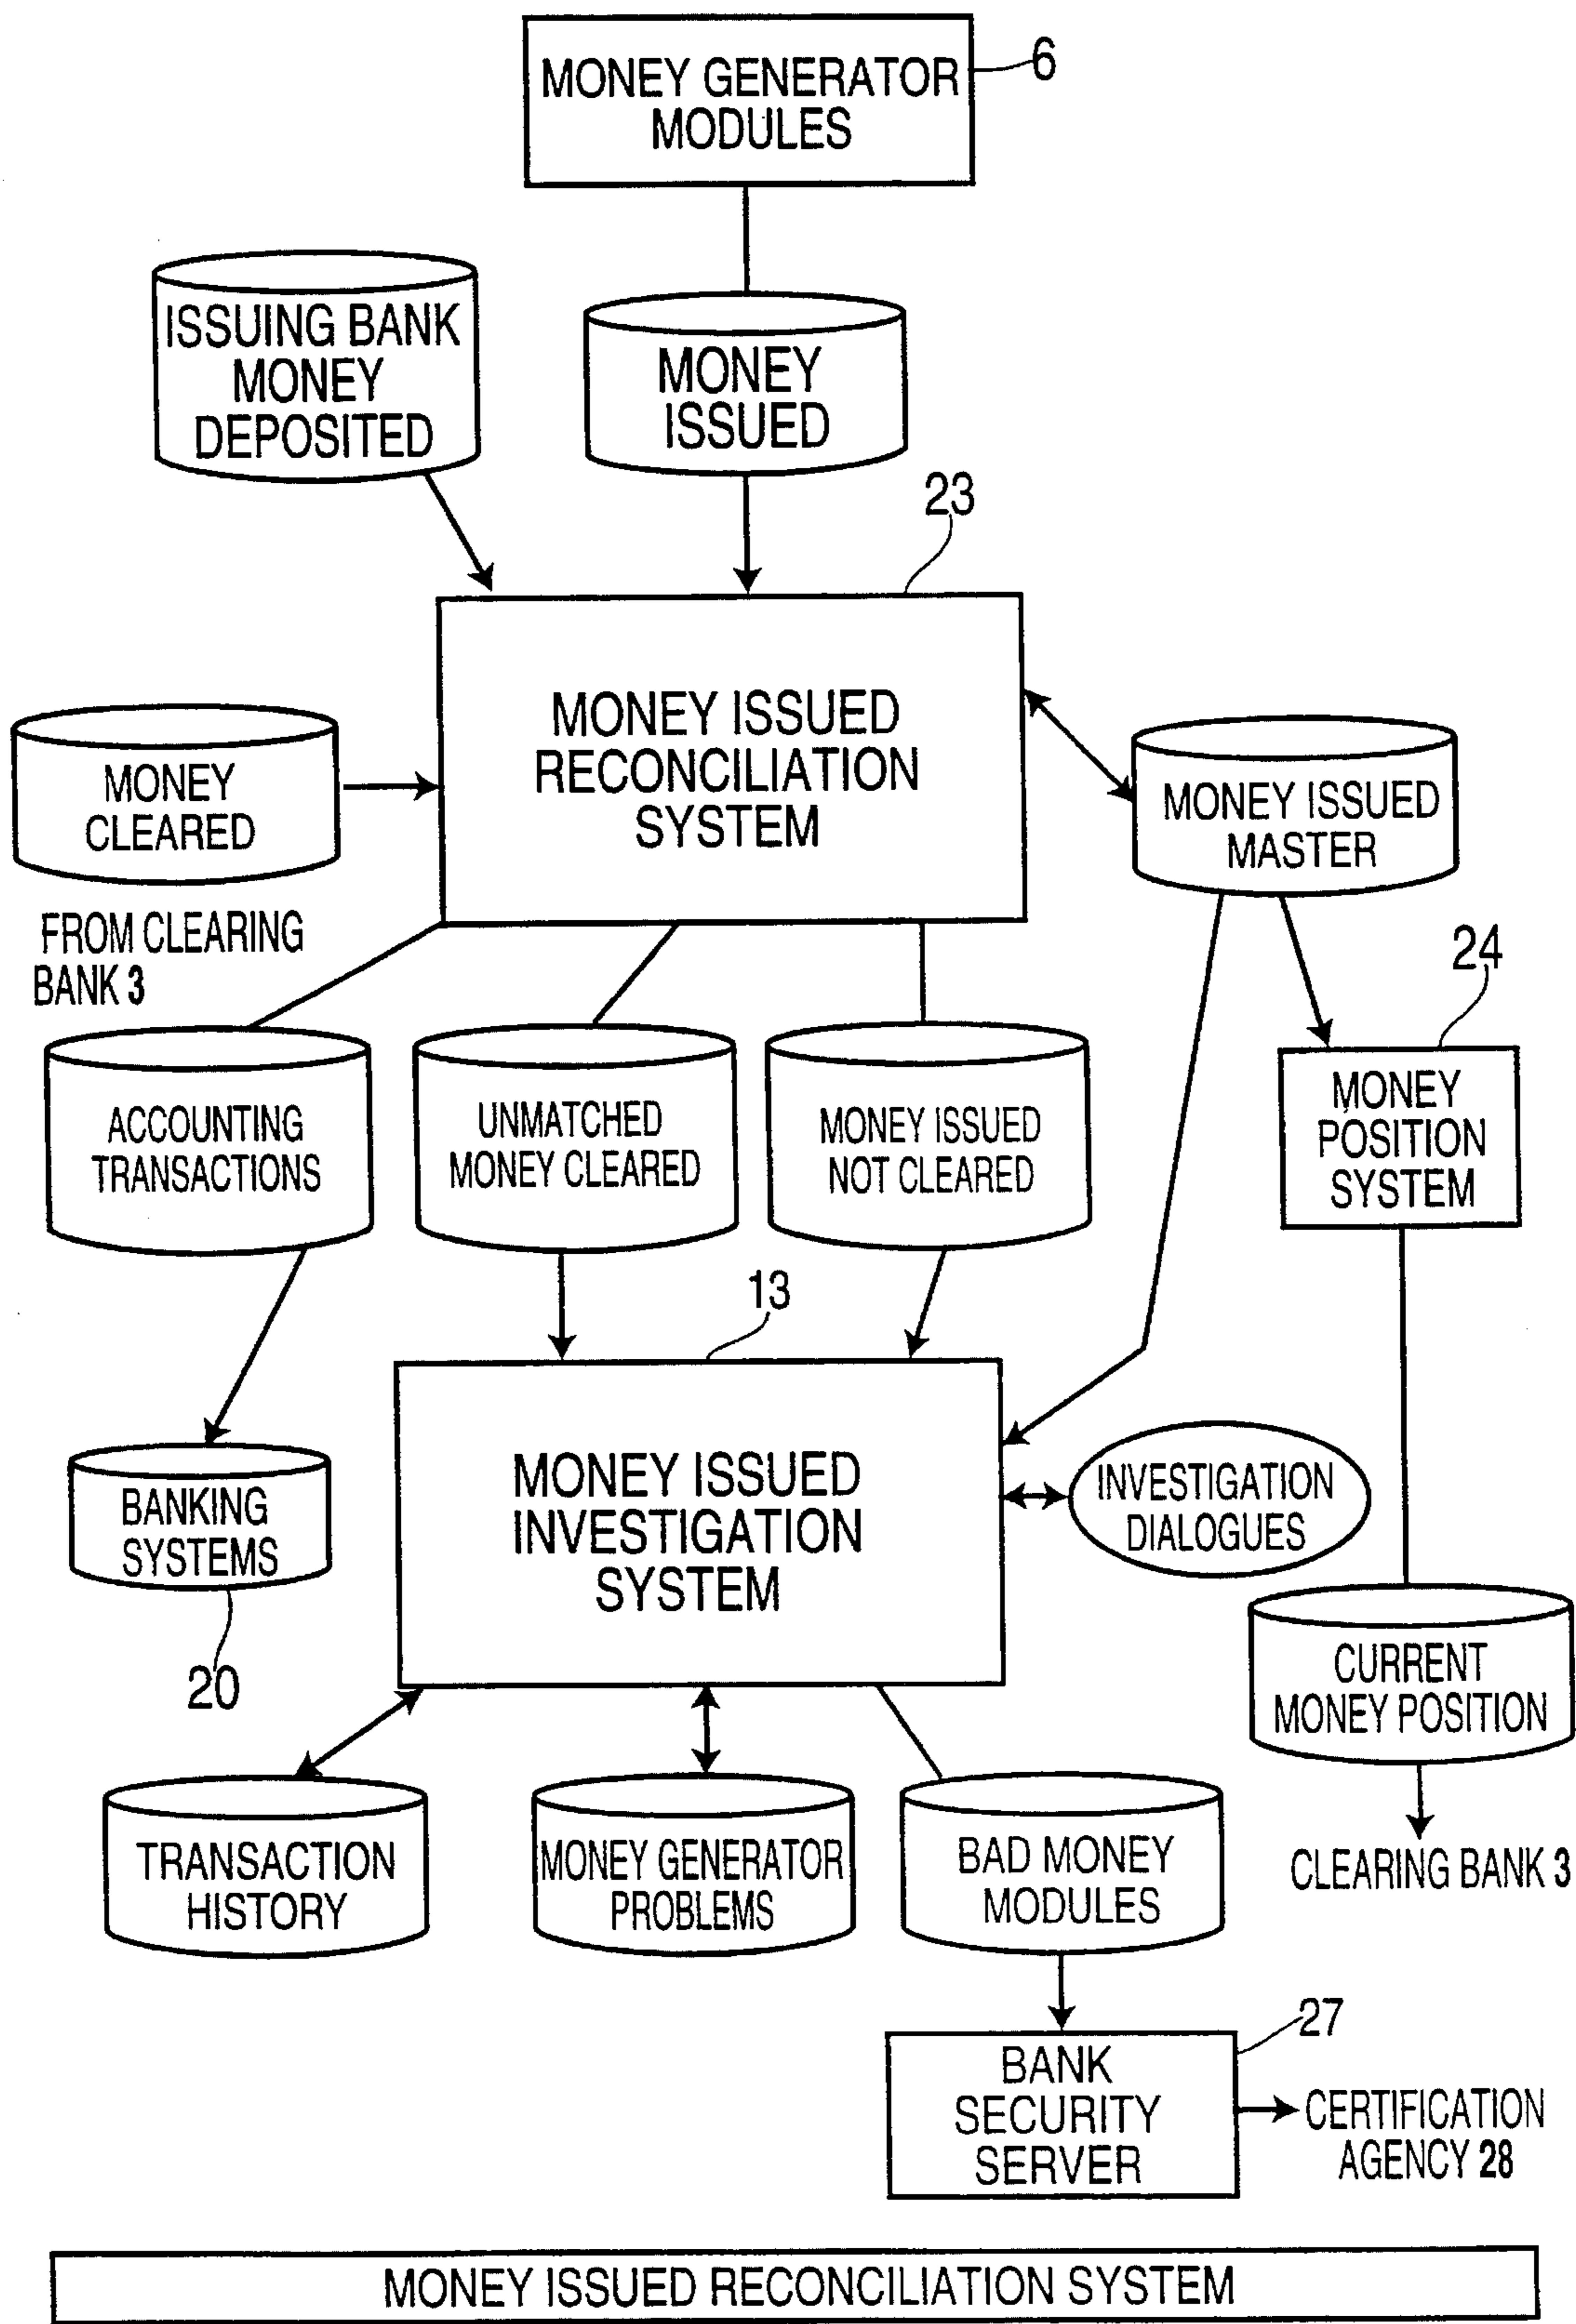 MONEY GENERATOR
MODULES
6
ISSUING BANK
MONEY
DEPOSITED
MONEY
ISSUED
23
MONEY ISSUED
RECONCILIATION
SYSTEM
MONEY
CLEARED
FROM CLEARING
BANK 3
MONEY ISSUED
MASTER
24
ACCOUNTING
TRANSACTIONS
UNMATCHED
MONEY CLEARED
MONEY ISSUED
NOT CLEARED
MONEY
POSITION
SYSTEM
13
BANKING
SYSTEMS
20
MONEY ISSUED
INVESTIGATION
SYSTEM
INVESTIGATION
DIALOGUES
CURRENT
MONEY POSITION
CLEARING BANK 3
TRANSACTION
HISTORY
MONEY GENERATOR
PROBLEMS
BAD MONEY
MODULES
27
BANK
SECURITY
SERVER
CERTIFICATION
AGENCY 28
MONEY ISSUED RECONCILIATION SYSTEM